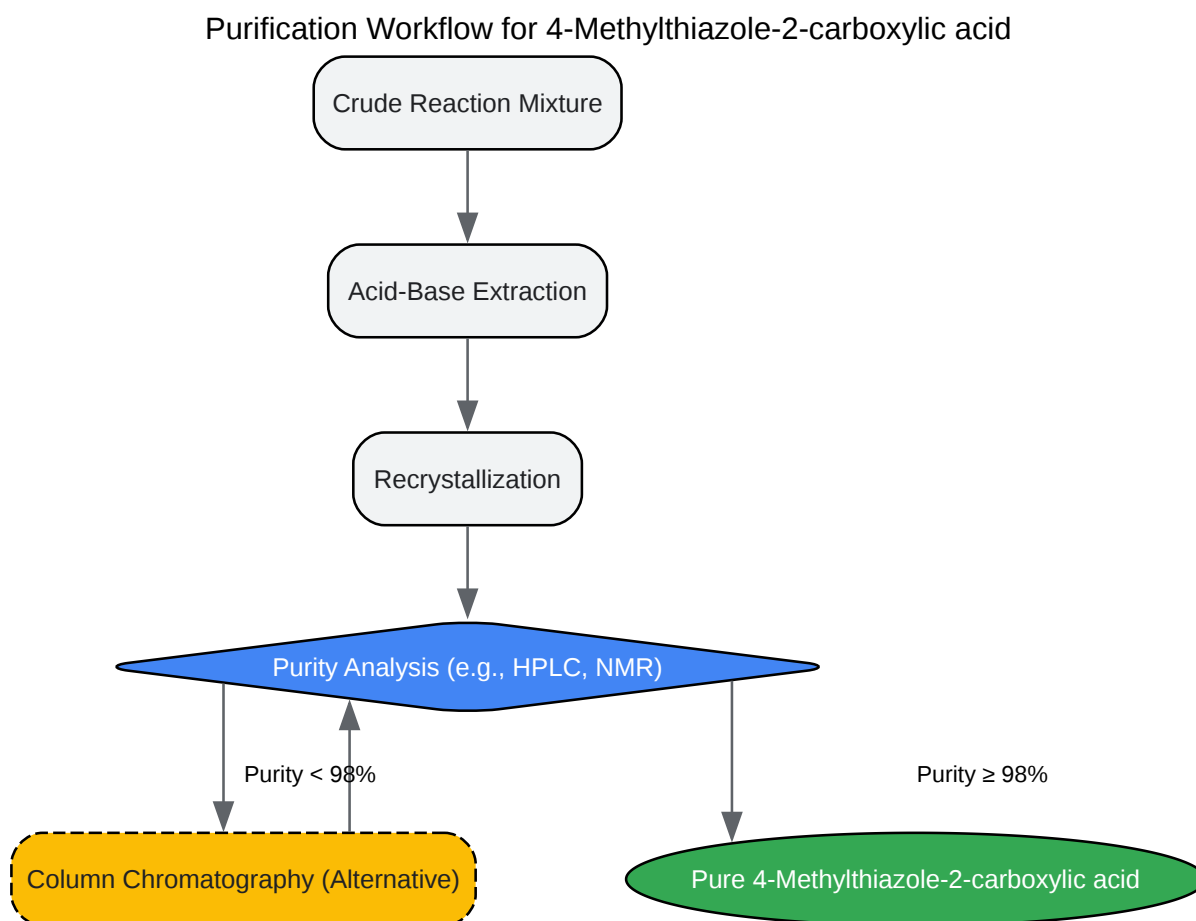 Purification Workflow for 4-Methylthiazole-2-carboxylic acid
Crude Reaction Mixture
Acid-Base Extraction
Recrystallization
Purity Analysis (e.g., HPLC, NMR)
Purity < 98%
Purity ≥ 98%
Column Chromatography (Alternative)
Pure 4-Methylthiazole-2-carboxylic acid